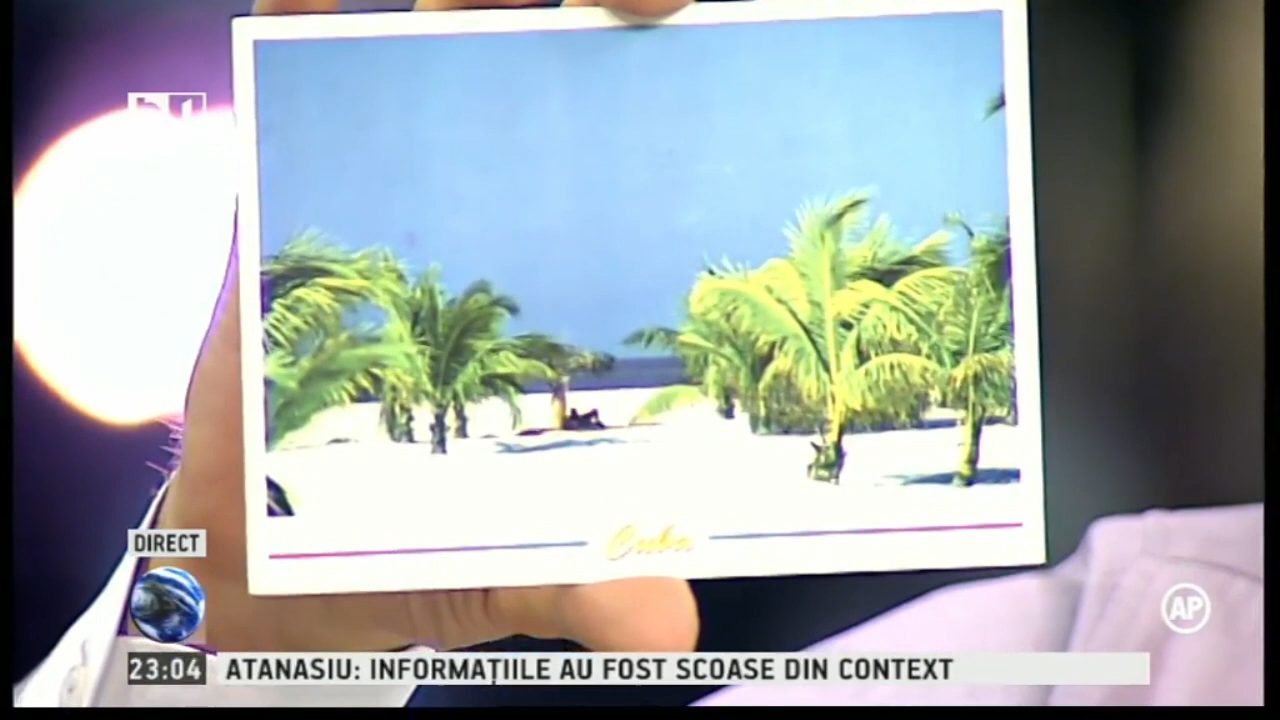 Cuba
DIRECT
AP
23:04 ATANASIU: INFORMAȚIILE AU FOST SCOASE DIN CONTEXT